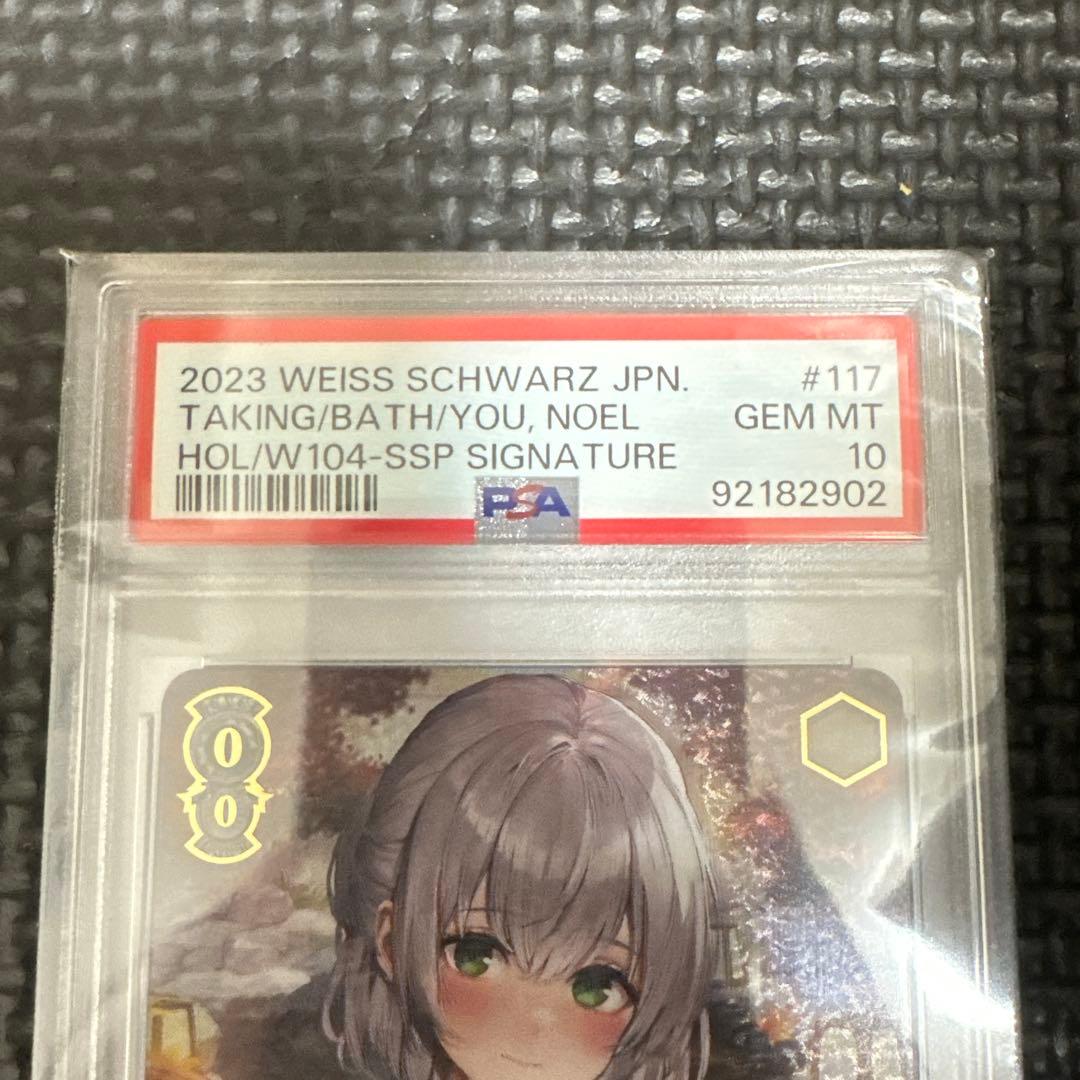 2023 WEISS SCHWARZ JPN. #117
TAKING/BATH/YOU, NOEL GEM MT
HOL/W104-SSP SIGNATURE 10
PSA 92182902
0
0